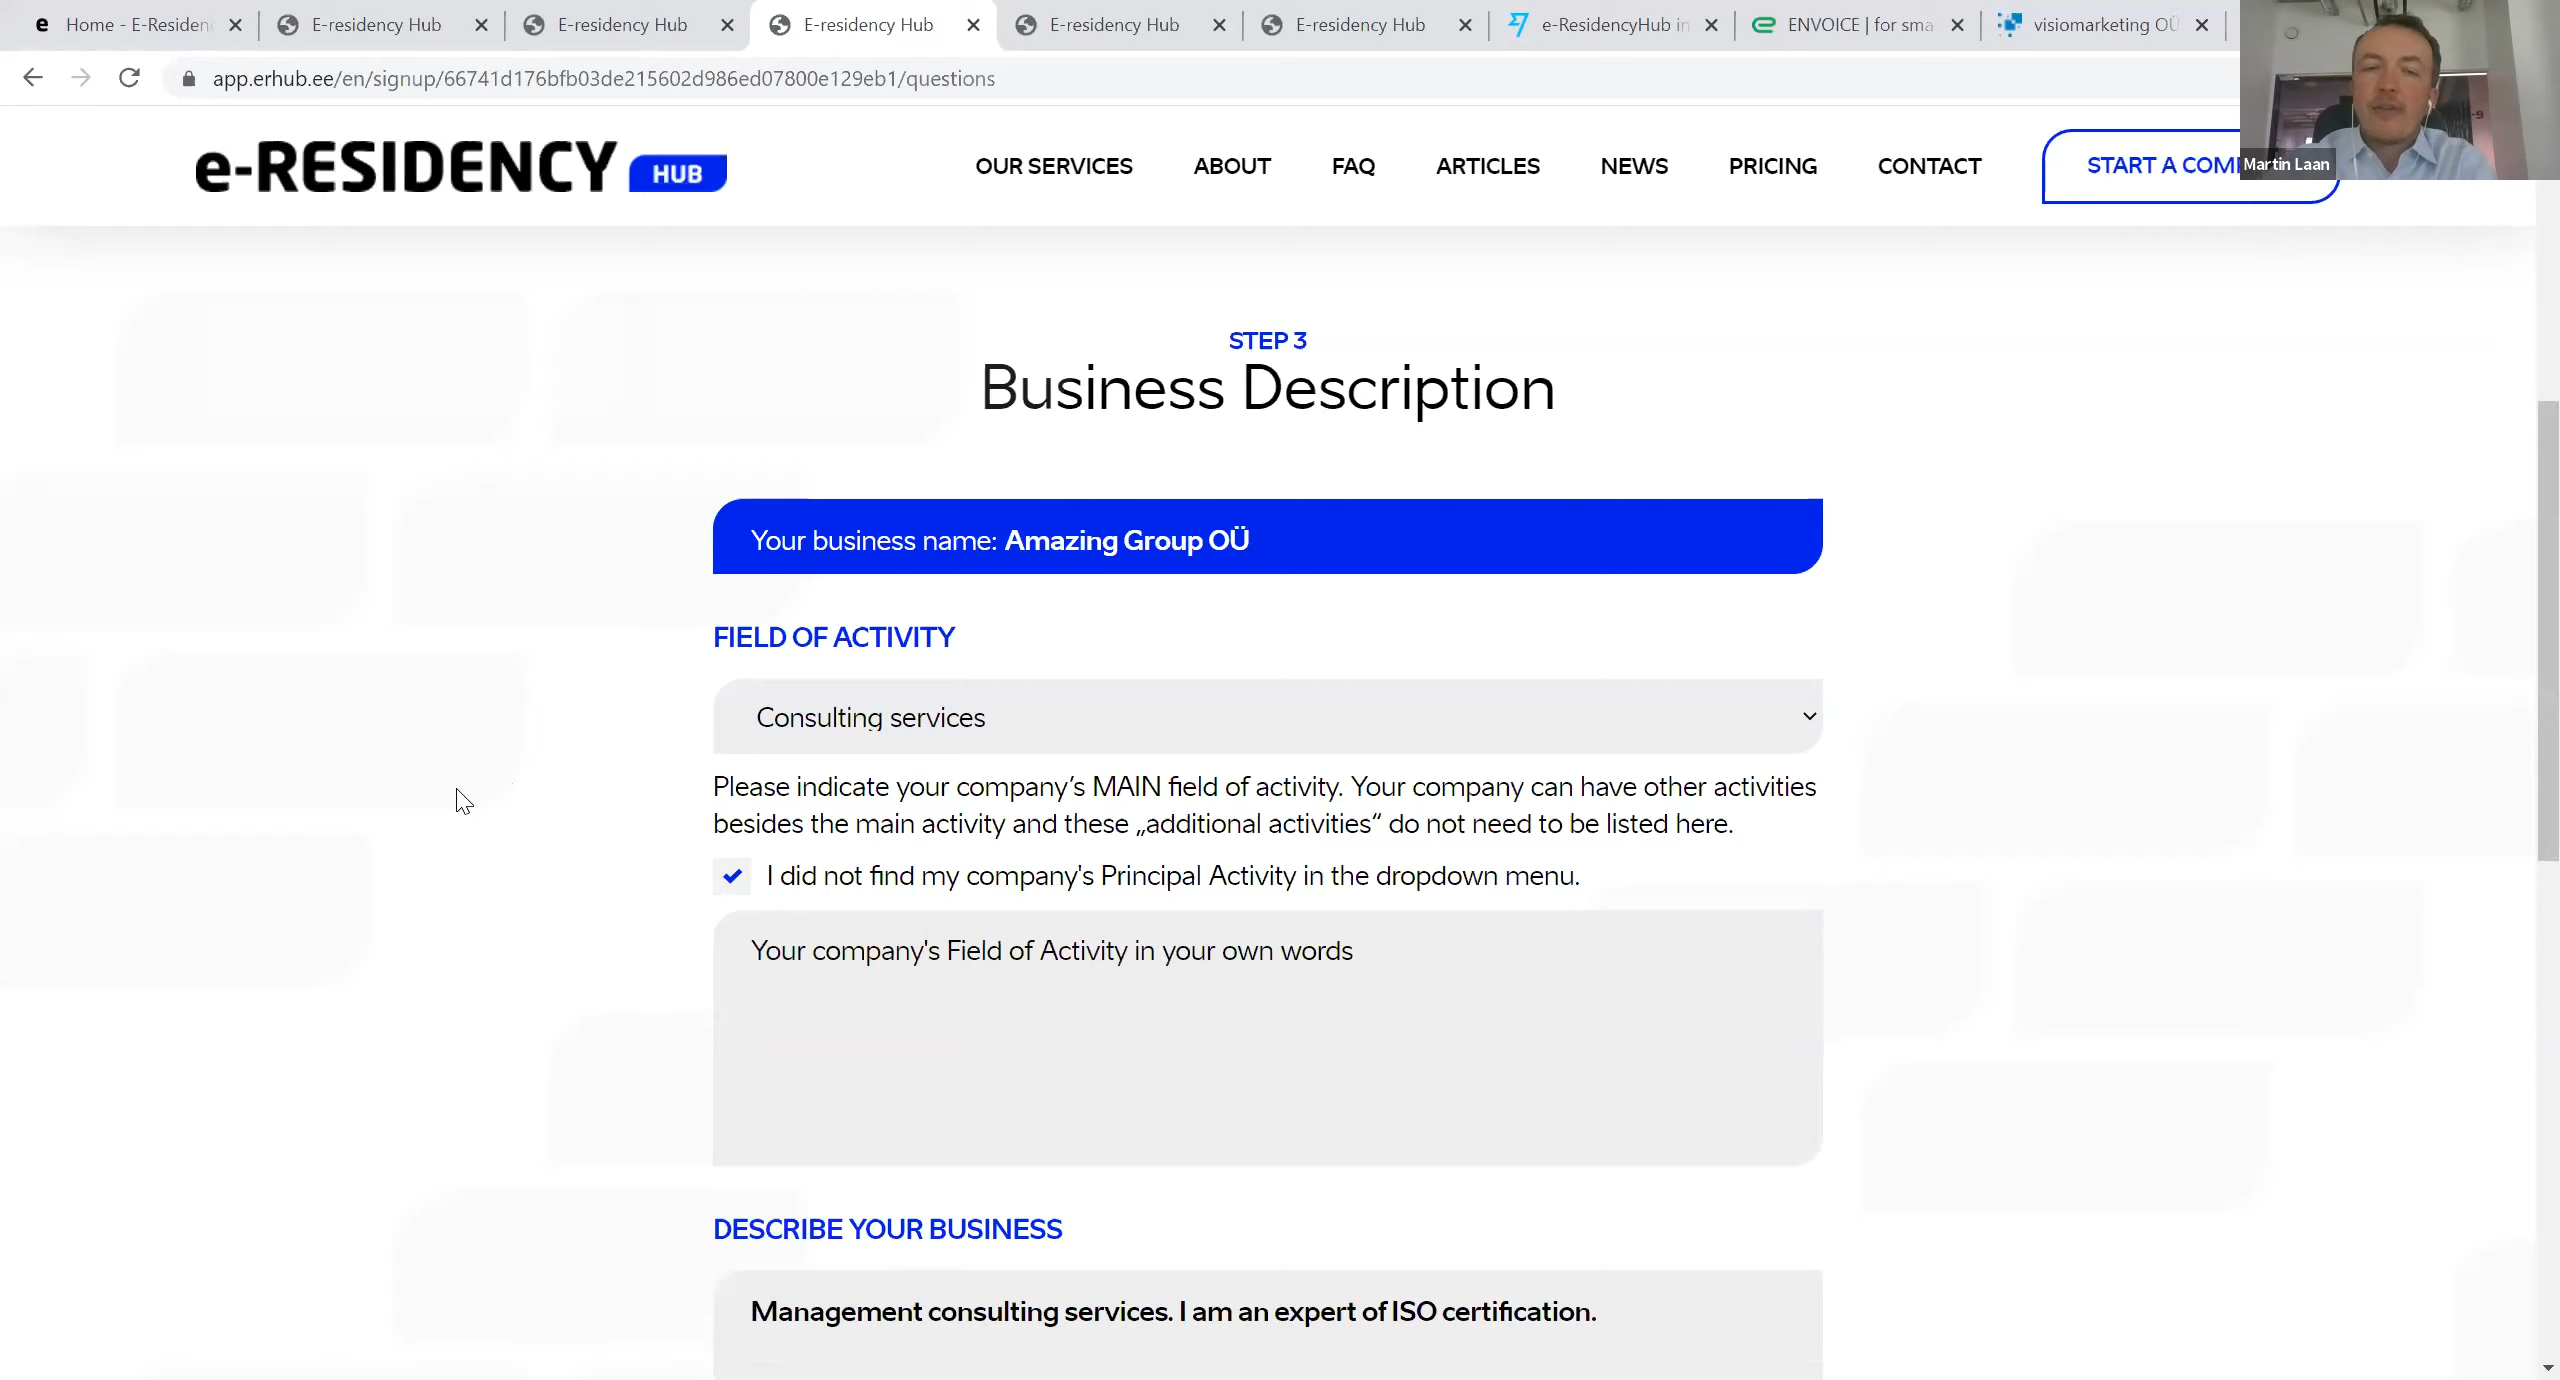 Home - E-Residen
E-residency Hub
E-residency Hub
E-residency Hub
E-residency Hub
E-residency Hub
e-ResidencyHub in
ENVOICE | for sma
visiomarketing OÜ
app.erhub.ee/en/signup/66741d176bfb03de215602d986ed07800e129eb1/questions
e-RESIDENCY HUB
OUR SERVICES
ABOUT
FAQ
ARTICLES
NEWS
PRICING
CONTACT
START A COM
Martin Laan
STEP 3
Business Description
Your business name: Amazing Group OÜ
FIELD OF ACTIVITY
Consulting services
Please indicate your company’s MAIN field of activity. Your company can have other activities
besides the main activity and these „additional activities“ do not need to be listed here.
I did not find my company's Principal Activity in the dropdown menu.
Your company's Field of Activity in your own words
DESCRIBE YOUR BUSINESS
Management consulting services. I am an expert of ISO certification.